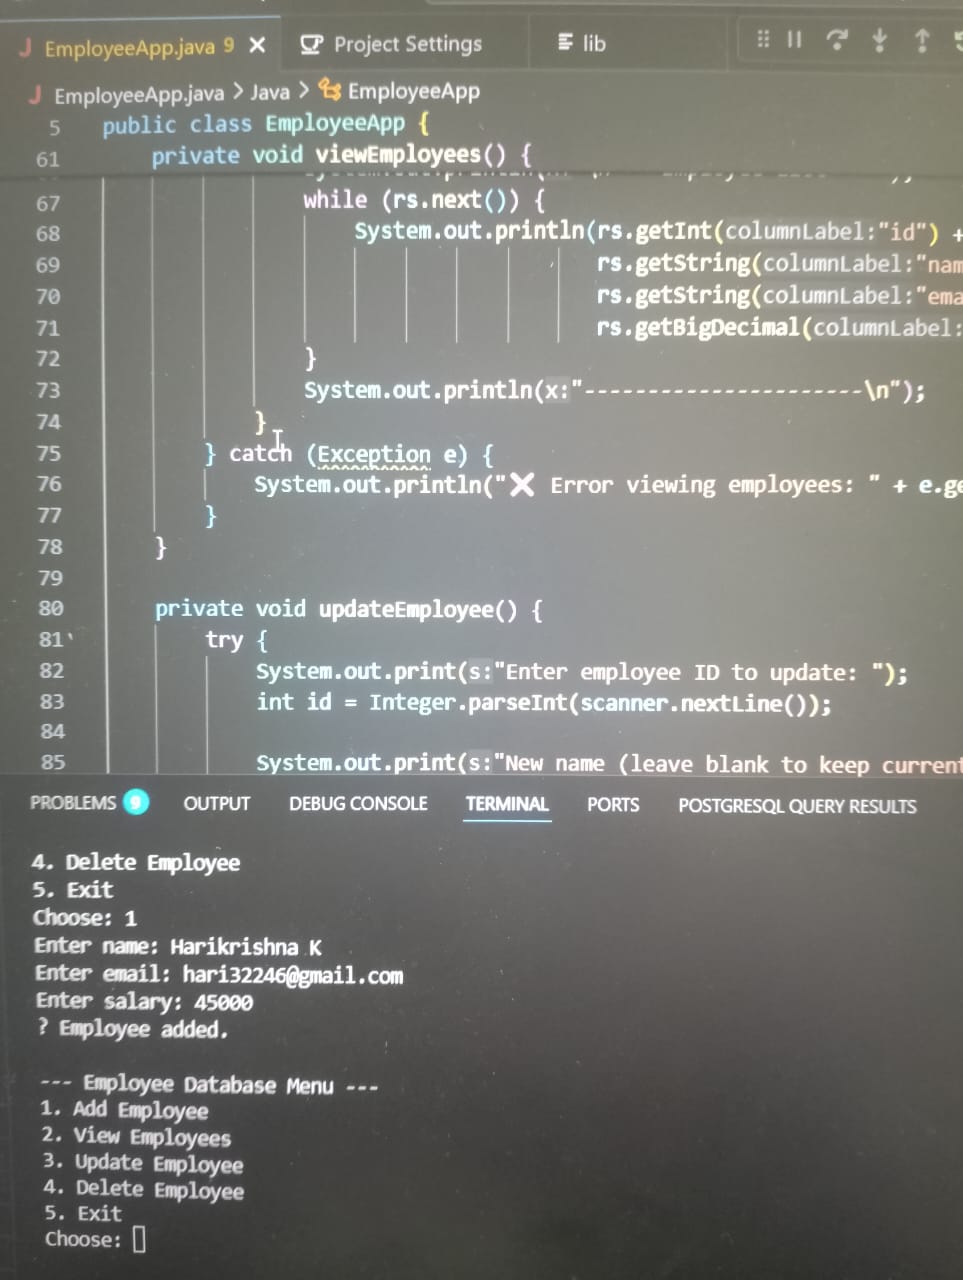 EmployeeApp.java 9 X
Project Settings
lib
EmployeeApp.java > Java > EmployeeApp
5 public class EmployeeApp {
61 private void viewEmployees() {
67 while (rs.next()) {
68 System.out.println(rs.getInt(columnLabel:"id") +
69 rs.getString(columnLabel:"nam
70 rs.getString(columnLabel:"ema
71 rs.getBigDecimal(columnLabel:
72 }
73 System.out.println(x:"----------------------\n");
74 }
75 } catch (Exception e) {
76 System.out.println("❌ Error viewing employees: " + e.ge
77 }
78 }
79
80 private void updateEmployee() {
81 try {
82 System.out.print(s:"Enter employee ID to update: ");
83 int id = Integer.parseInt(scanner.nextLine());
84
85 System.out.print(s:"New name (leave blank to keep current
PROBLEMS 9 OUTPUT DEBUG CONSOLE TERMINAL PORTS POSTGRESQL QUERY RESULTS
4. Delete Employee
5. Exit
Choose: 1
Enter name: Harikrishna K
Enter email: hari32246@gmail.com
Enter salary: 45000
? Employee added.
--- Employee Database Menu ---
1. Add Employee
2. View Employees
3. Update Employee
4. Delete Employee
5. Exit
Choose: